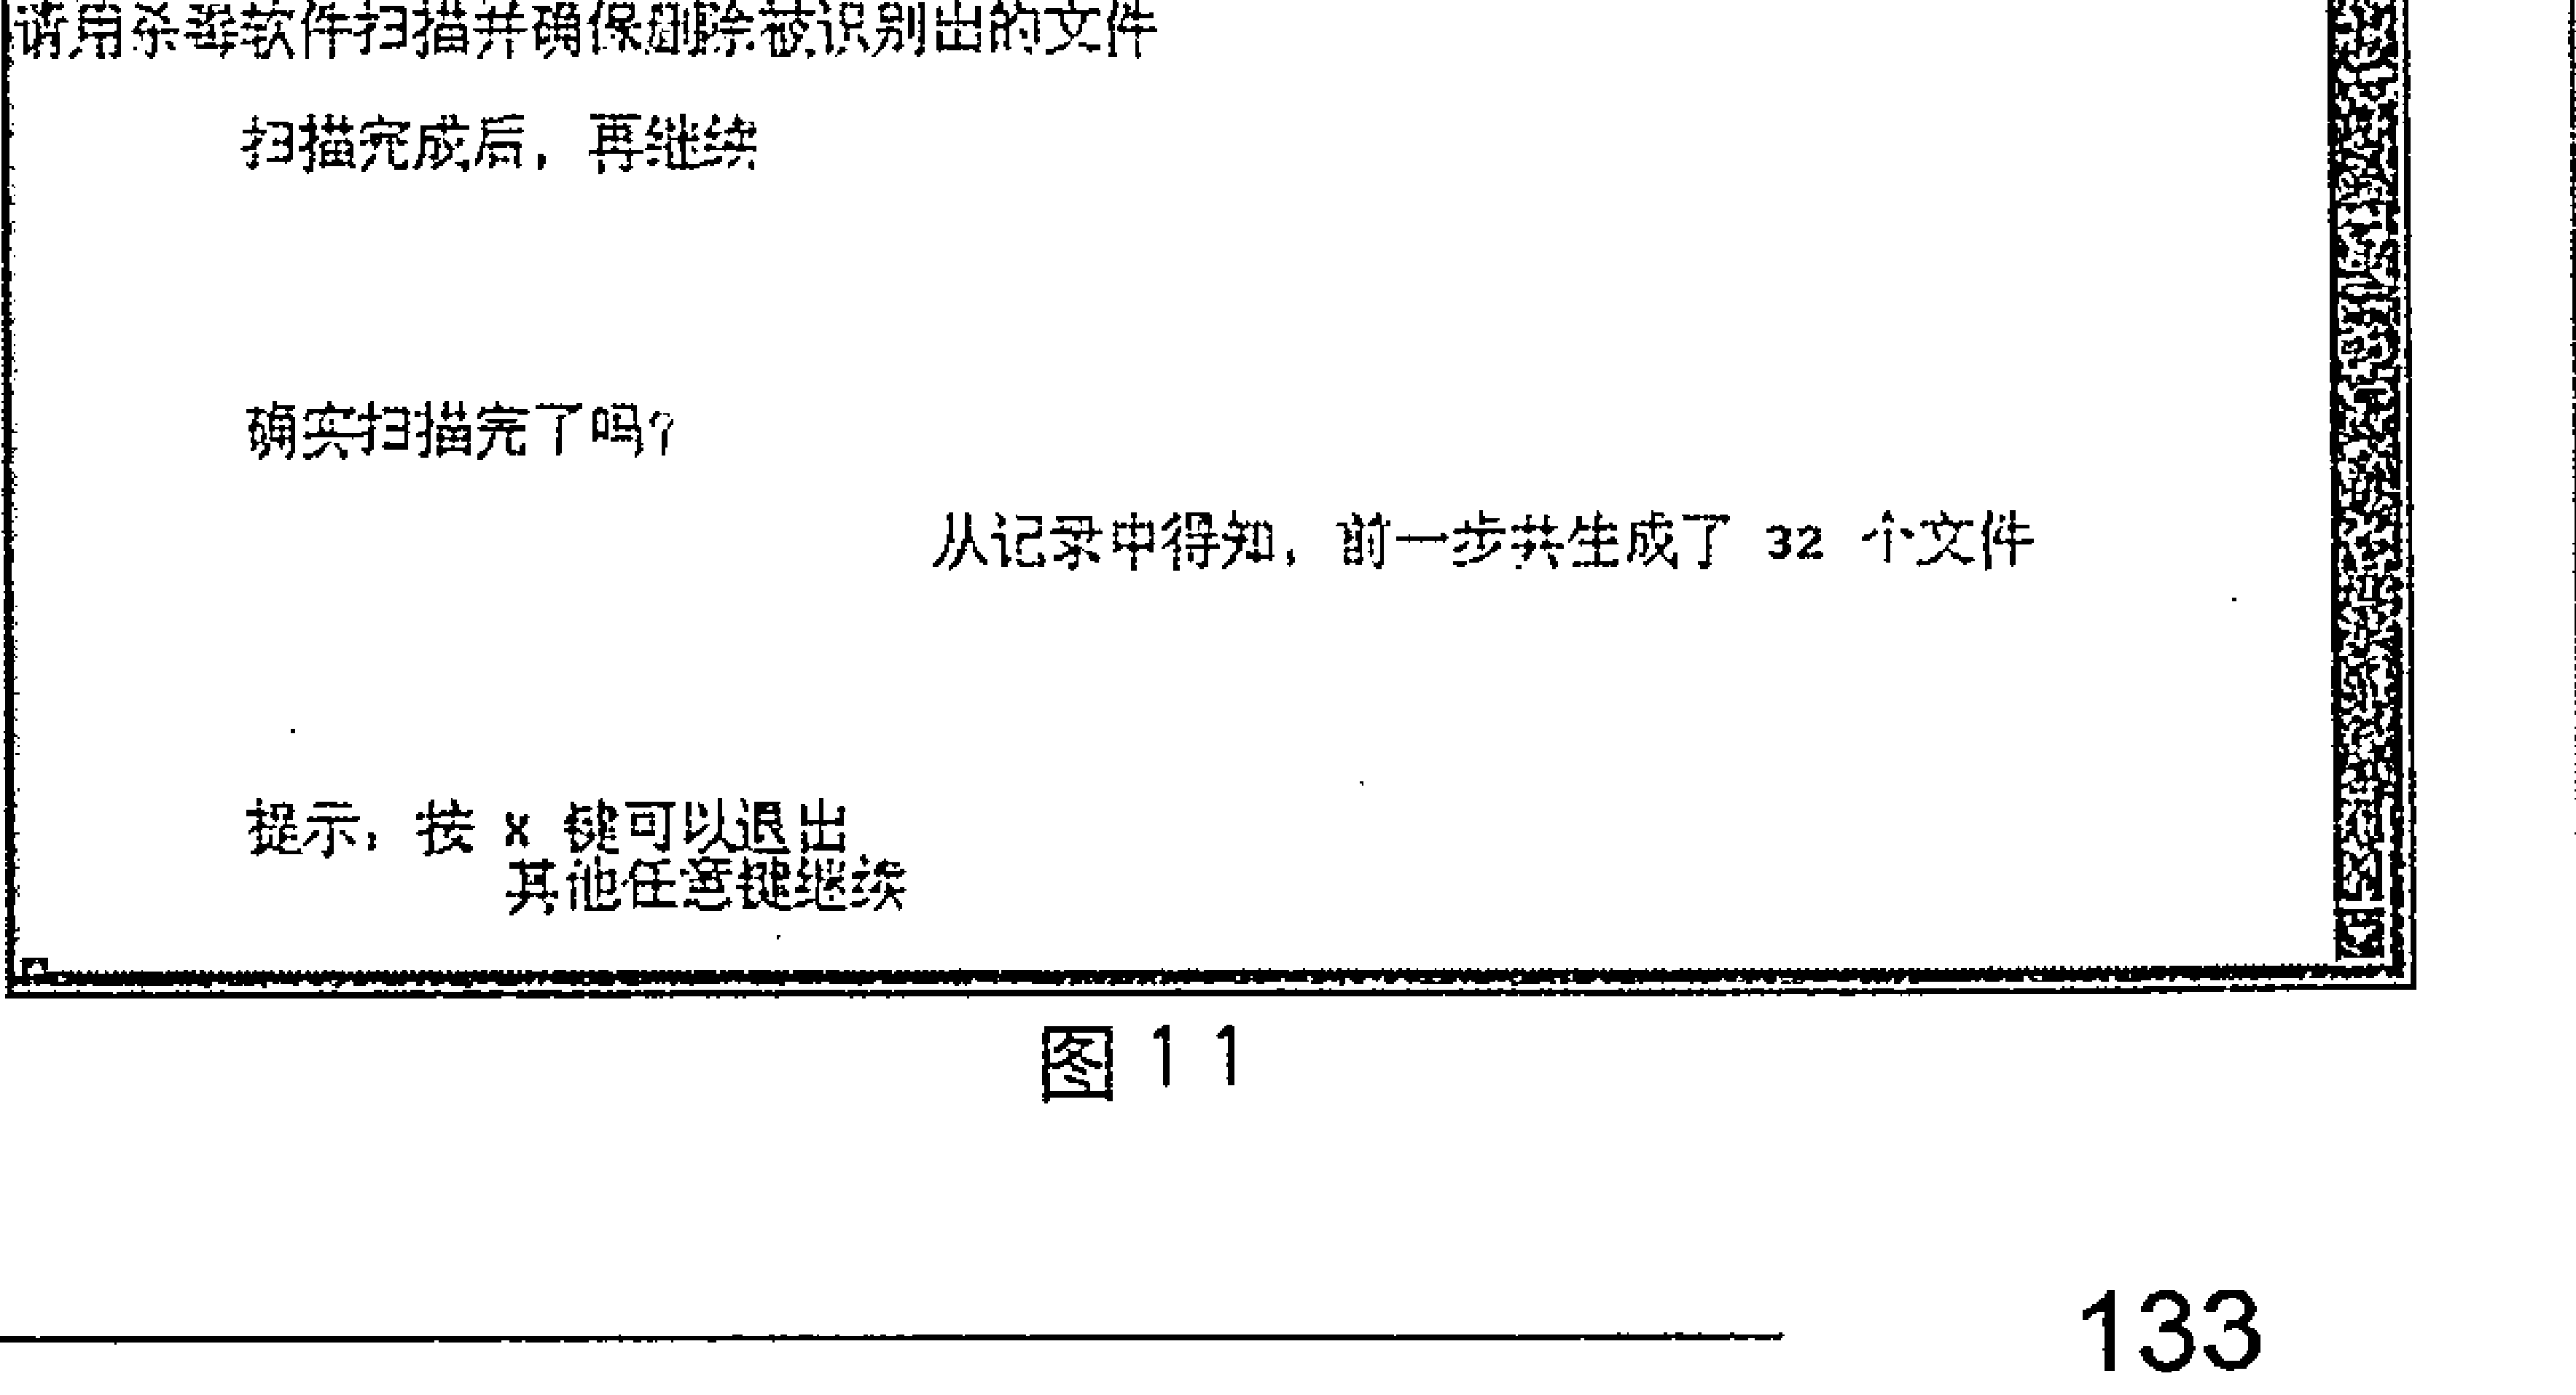 请用杀毒软件扫描并确保删除被识别出的文件
扫描完成后，再继续
确实扫描完了吗?
从记录中得知，前一步共生成了 32 个文件
提示：按 X 键可以退出
其他任意键继续
图 1 1
133